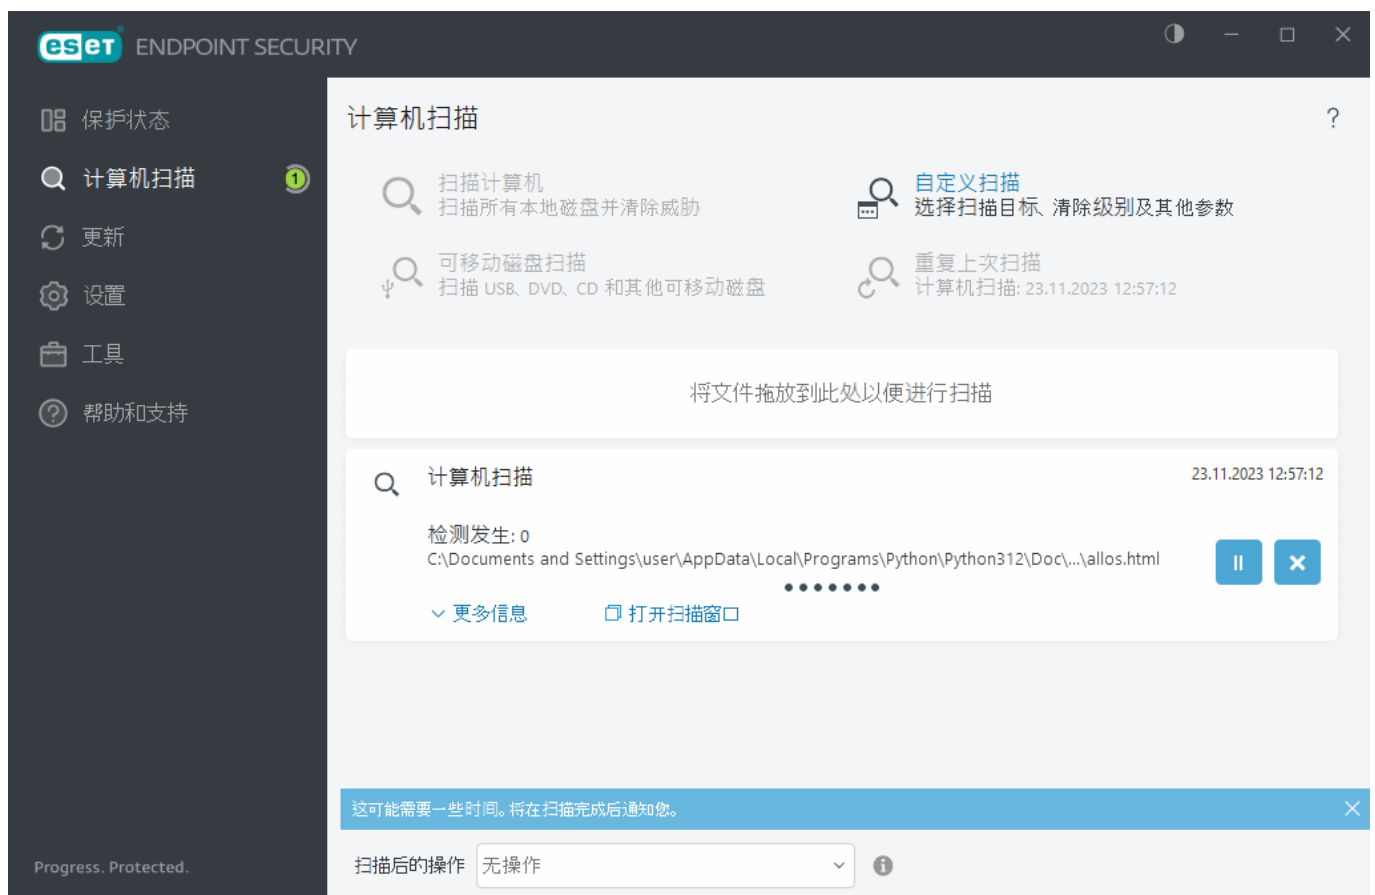 eset ENDPOINT SECURITY
保护状态
计算机扫描
1
更新
设置
工具
帮助和支持
Progress. Protected.
计算机扫描
?
扫描计算机
扫描所有本地磁盘并清除威胁
自定义扫描
选择扫描目标、清除级别及其他参数
可移动磁盘扫描
扫描 USB、DVD、CD 和其他可移动磁盘
重复上次扫描
计算机扫描: 23.11.2023 12:57:12
将文件拖放到此处以便进行扫描
计算机扫描
23.11.2023 12:57:12
检测发生: 0
C:\Documents and Settings\user\AppData\Local\Programs\Python\Python312\Doc\...\allos.html
更多信息
打开扫描窗口
这可能需要一些时间。将在扫描完成后通知您。
扫描后的操作
无操作